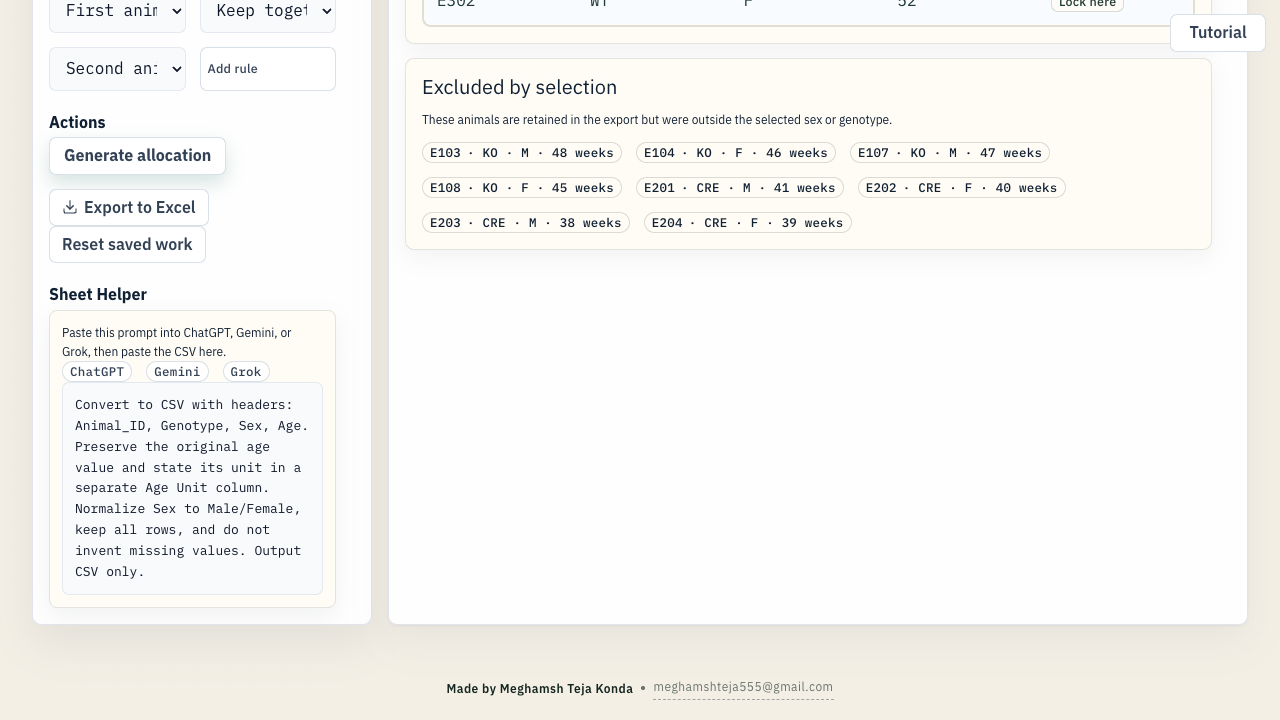 First anim
Keep toget
Second ani
Add rule
Actions
Generate allocation
Export to Excel
Reset saved work
Sheet Helper
Paste this prompt into ChatGPT, Gemini, or
Grok, then paste the CSV here.
ChatGPT Gemini Grok
Convert to CSV with headers:
Animal_ID, Genotype, Sex, Age.
Preserve the original age
value and state its unit in a
separate Age Unit column.
Normalize Sex to Male/Female,
keep all rows, and do not
invent missing values. Output
CSV only.
E302 WT F 52 Lock here
Tutorial
Excluded by selection
These animals are retained in the export but were outside the selected sex or genotype.
E103 · KO · M · 48 weeks E104 · KO · F · 46 weeks E107 · KO · M · 47 weeks
E108 · KO · F · 45 weeks E201 · CRE · M · 41 weeks E202 · CRE · F · 40 weeks
E203 · CRE · M · 38 weeks E204 · CRE · F · 39 weeks
Made by Meghamsh Teja Konda • meghamshteja555@gmail.com